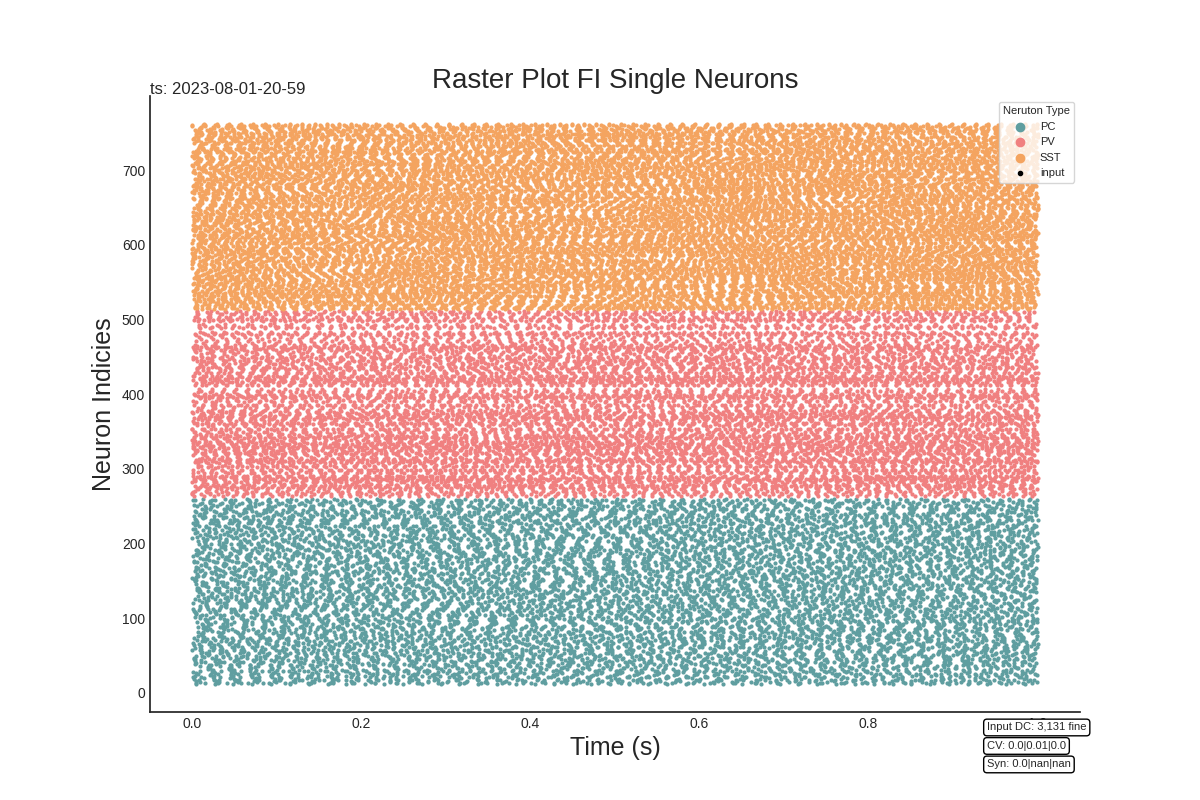 Raster Plot FI Single Neurons
ts: 2023-08-01-20-59
Neruton Type
PC
PV
SST
input
700
600
500
400
300
200
100
0
Neuron Indicies
0.0 0.2 0.4 0.6 0.8
Time (s)
Input DC: 3,131 fine
CV: 0.0|0.01|0.0
Syn: 0.0|nan|nan